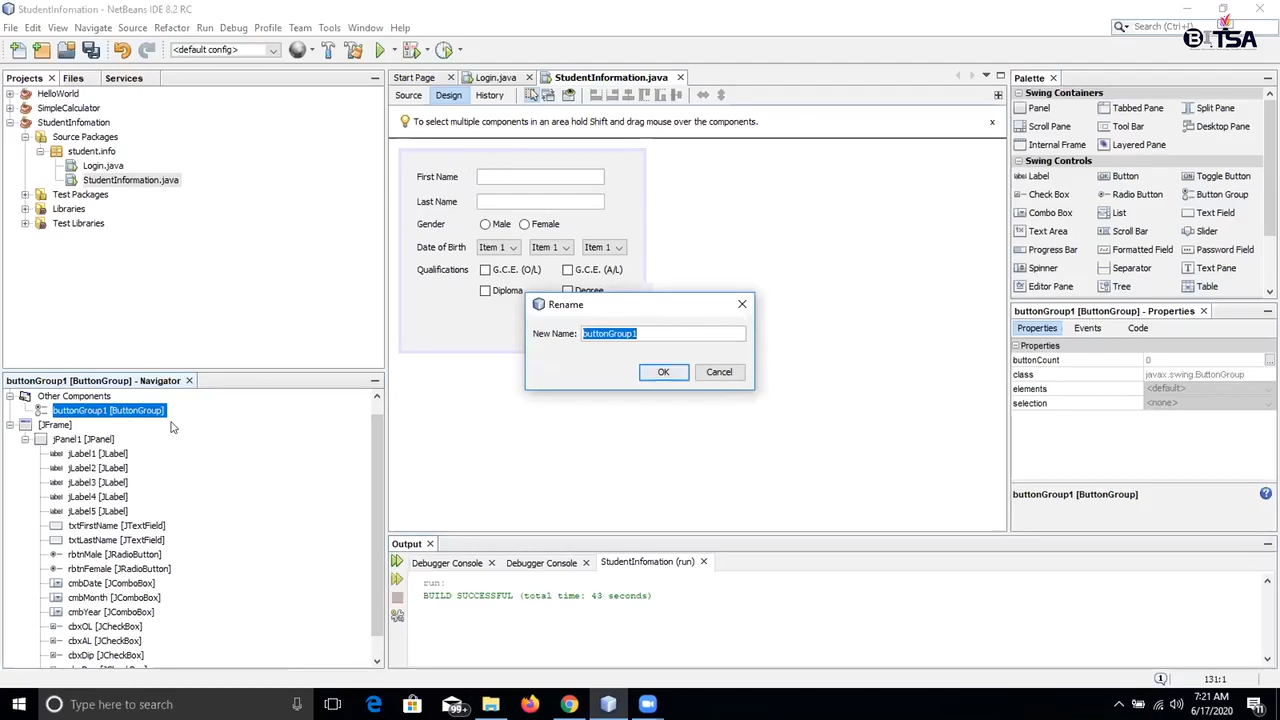 StudentInfomation - NetBeans IDE 8.2 RC
File Edit View Navigate Source Refactor Run Debug Profile Team Tools Window Help
Search (Ctrl+I)
<default config>
BITSA
Projects Files Services
HelloWorld
SimpleCalculator
StudentInfomation
Source Packages
student.info
Login.java
StudentInformation.java
Test Packages
Libraries
Test Libraries
Start Page Login.java StudentInformation.java
Source Design History
To select multiple components in an area hold Shift and drag mouse over the components.
x
First Name
Last Name
Gender Male Female
Date of Birth Item 1 Item 1 Item 1
Qualifications G.C.E. (O/L) G.C.E. (A/L)
Diploma Degree
Rename
New Name: buttonGroup1
OK Cancel
Palette
Swing Containers
Panel Tabbed Pane Split Pane
Scroll Pane Tool Bar Desktop Pane
Internal Frame Layered Pane
Swing Controls
Label Button Toggle Button
Check Box Radio Button Button Group
Combo Box List Text Field
Text Area Scroll Bar Slider
Progress Bar Formatted Field Password Field
Spinner Separator Text Pane
Editor Pane Tree Table
buttonGroup1 [ButtonGroup] - Properties
Properties Events Code
Properties
buttonCount 0
class javax.swing.ButtonGroup
elements <default>
selection <none>
buttonGroup1 [ButtonGroup]
buttonGroup1 [ButtonGroup] - Navigator
Other Components
buttonGroup1 [ButtonGroup]
[JFrame]
jPanel1 [JPanel]
jLabel1 [JLabel]
jLabel2 [JLabel]
jLabel3 [JLabel]
jLabel4 [JLabel]
jLabel5 [JLabel]
txtFirstName [JTextField]
txtLastName [JTextField]
rbtnMale [JRadioButton]
rbtnFemale [JRadioButton]
cmbDate [JComboBox]
cmbMonth [JComboBox]
cmbYear [JComboBox]
cbxOL [JCheckBox]
cbxAL [JCheckBox]
cbxDip [JCheckBox]
Output
Debugger Console Debugger Console StudentInfomation (run)
run:
BUILD SUCCESSFUL (total time: 43 seconds)
131:1
Type here to search
99+
7:21 AM
6/17/2020